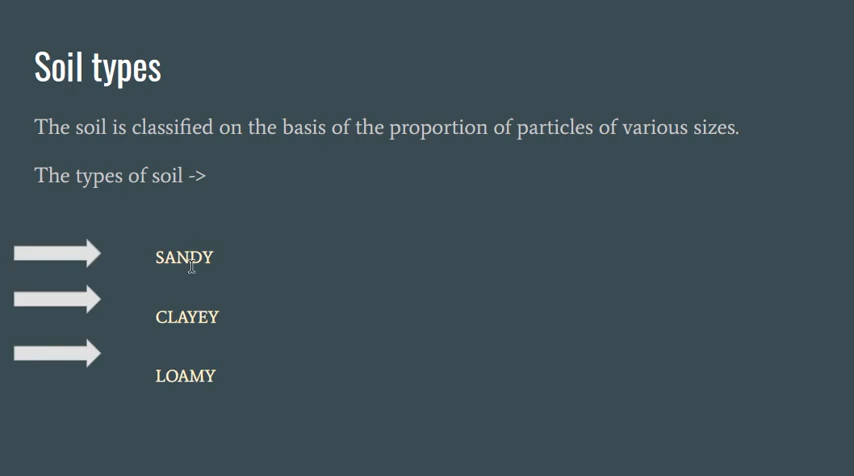 Soil types
The soil is classified on the basis of the proportion of particles of various sizes.
The types of soil ->
SANDY
CLAYEY
LOAMY